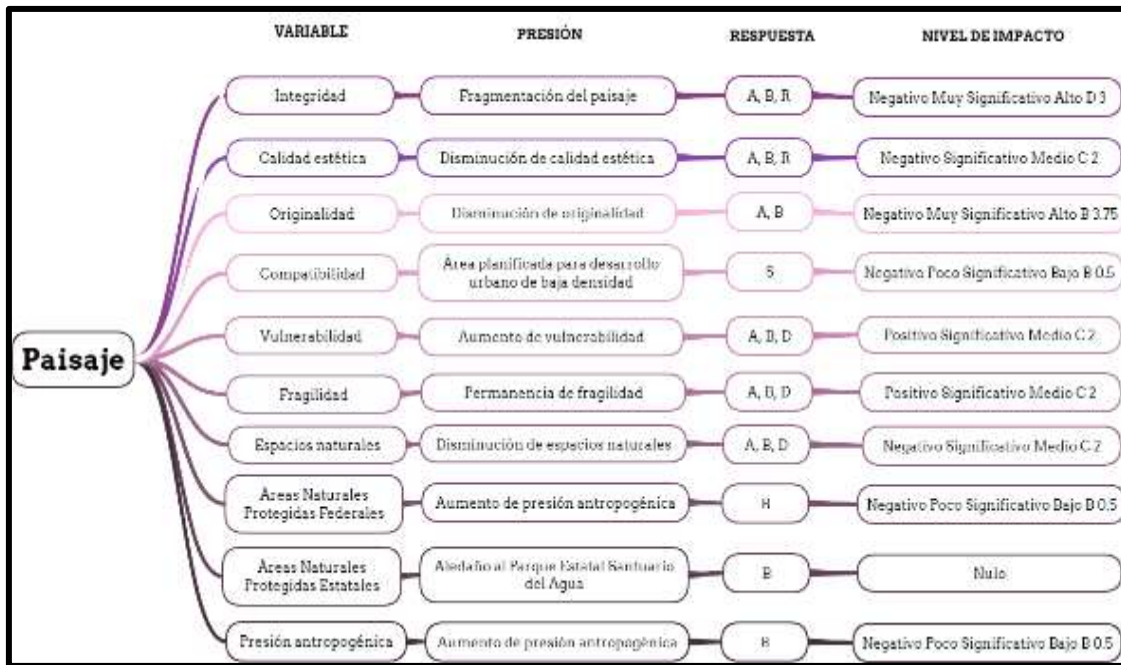 VARIABLE PRESIÓN RESPUESTA NIVEL DE IMPACTO
Integridad Fragmentación del paisaje A, B, R Negativo Muy Significativo Alto D 3
Calidad estética Disminución de calidad estética A, B, R Negativo Significativo Medio C 2
Originalidad Disminución de originalidad A, B Negativo Muy Significativo Alto B 3.75
Compatibilidad Área planificada para desarrollo
urbano de baja densidad Negativo Poco Significativo Bajo B 0.5
Paisaje
Vulnerabilidad Aumento de vulnerabilidad A, B, D Positivo Significativo Medio C 2
Fragilidad Permanencia de fragilidad A, B, D Positivo Significativo Medio C 2
Espacios naturales Disminución de espacios naturales A, B, D Negativo Significativo Medio C 2
Áreas Naturales
Protegidas Federales Aumento de presión antropogénica Negativo Poco Significativo Bajo B 0.5
Áreas Naturales
Protegidas Estatales Aledaño al Parque Estatal Santuario
del Agua B Nulo
Presión antropogénica Aumento de presión antropogénica Negativo Poco Significativo Bajo B 0.5